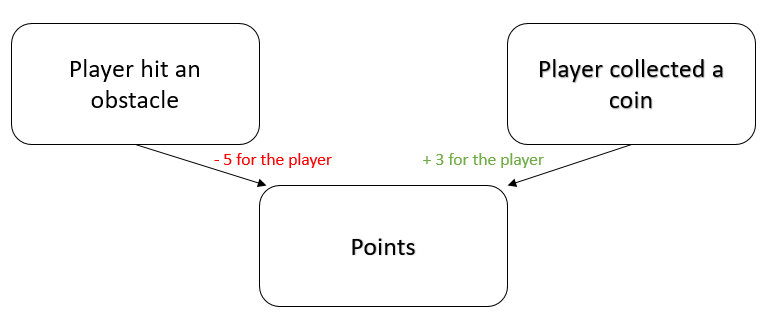 Player hit an
obstacle
Player collected a
coin
- 5 for the player
+ 3 for the player
Points